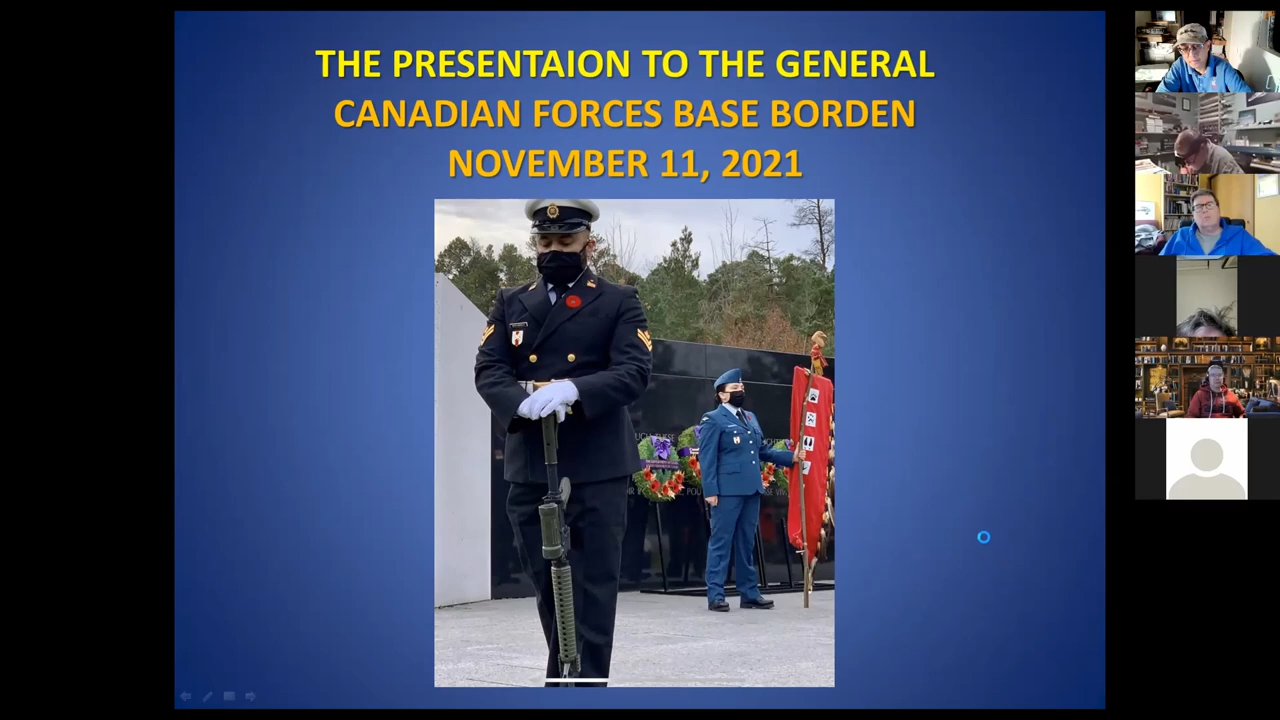 THE PRESENTAION TO THE GENERAL
CANADIAN FORCES BASE BORDEN
NOVEMBER 11, 2021